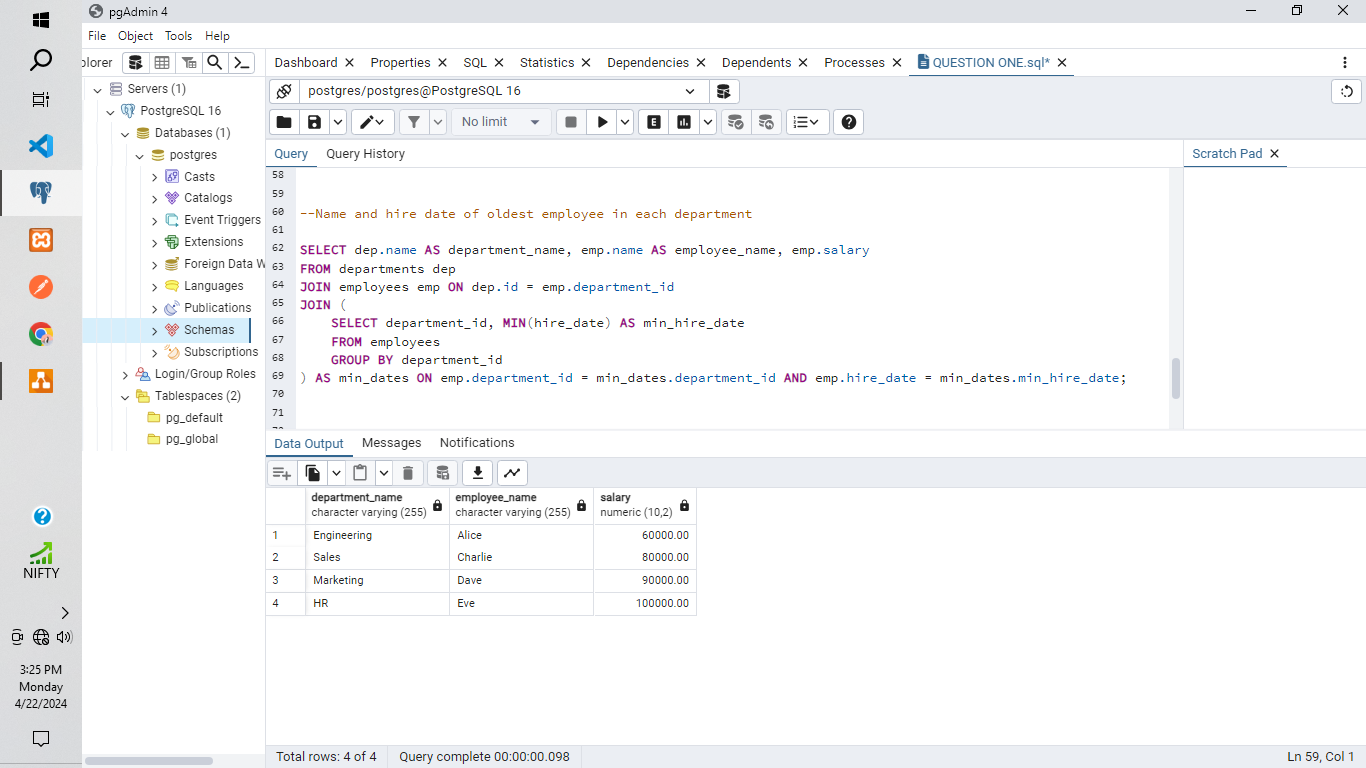 pgAdmin 4
File Object Tools Help
plorer
Dashboard Properties SQL Statistics Dependencies Dependents Processes QUESTION ONE.sql*
Servers (1)
PostgreSQL 16
Databases (1)
postgres
Casts
Catalogs
Event Triggers
Extensions
Foreign Data W
Languages
Publications
Schemas
Subscriptions
Login/Group Roles
Tablespaces (2)
pg_default
pg_global
postgres/postgres@PostgreSQL 16
No limit
Query Query History
Scratch Pad
58
59
60 --Name and hire date of oldest employee in each department
61
62 SELECT dep.name AS department_name, emp.name AS employee_name, emp.salary
63 FROM departments dep
64 JOIN employees emp ON dep.id = emp.department_id
65 JOIN (
66 SELECT department_id, MIN(hire_date) AS min_hire_date
67 FROM employees
68 GROUP BY department_id
69 ) AS min_dates ON emp.department_id = min_dates.department_id AND emp.hire_date = min_dates.min_hire_date;
70
71
Data Output Messages Notifications
department_name employee_name salary
character varying (255) character varying (255) numeric (10,2)
1 Engineering Alice 60000.00
2 Sales Charlie 80000.00
3 Marketing Dave 90000.00
4 HR Eve 100000.00
Total rows: 4 of 4 Query complete 00:00:00.098 Ln 59, Col 1
NIFTY
3:25 PM
Monday
4/22/2024